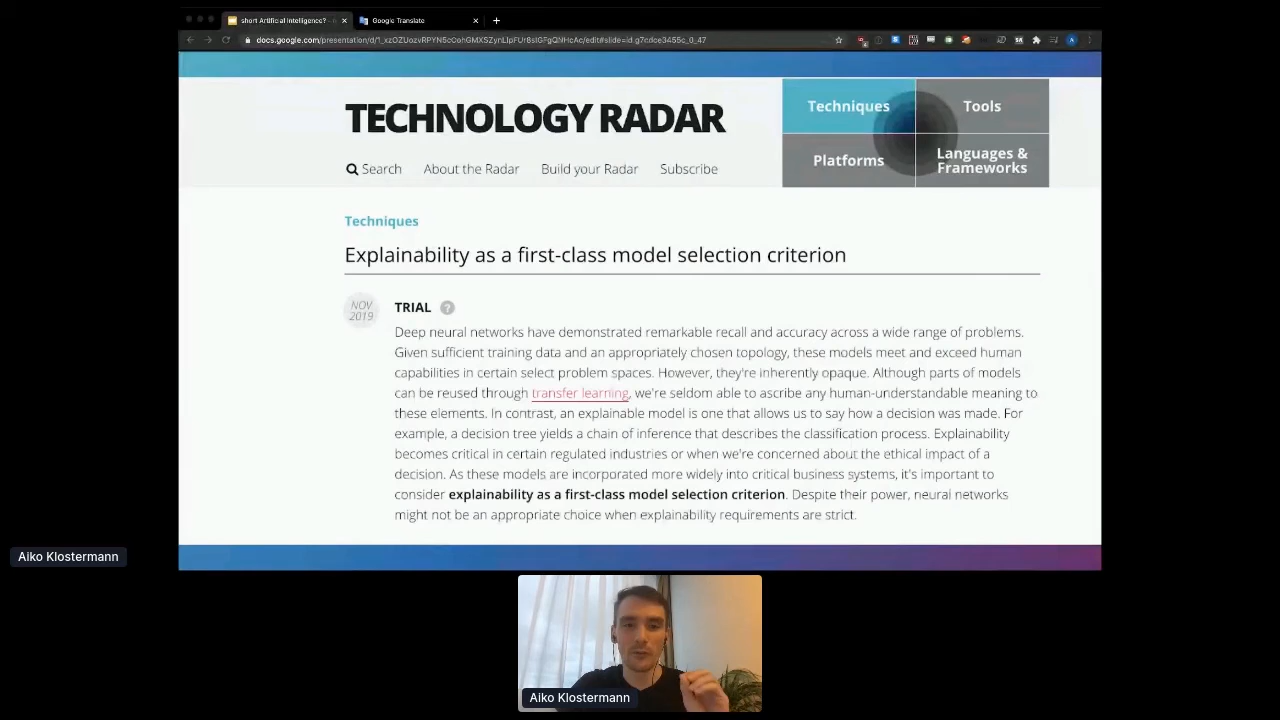 short Artificial Intelligence?
Google Translate
TECHNOLOGY RADAR
Search
About the Radar
Build your Radar
Subscribe
Techniques
Tools
Platforms
Languages &
Frameworks
Techniques
Explainability as a first-class model selection criterion
NOV
2019
TRIAL ?
Deep neural networks have demonstrated remarkable recall and accuracy across a wide range of problems.
Given sufficient training data and an appropriately chosen topology, these models meet and exceed human
capabilities in certain select problem spaces. However, they're inherently opaque. Although parts of models
can be reused through transfer learning, we're seldom able to ascribe any human-understandable meaning to
these elements. In contrast, an explainable model is one that allows us to say how a decision was made. For
example, a decision tree yields a chain of inference that describes the classification process. Explainability
becomes critical in certain regulated industries or when we're concerned about the ethical impact of a
decision. As these models are incorporated more widely into critical business systems, it's important to
consider explainability as a first-class model selection criterion. Despite their power, neural networks
might not be an appropriate choice when explainability requirements are strict.
Aiko Klostermann
Aiko Klostermann